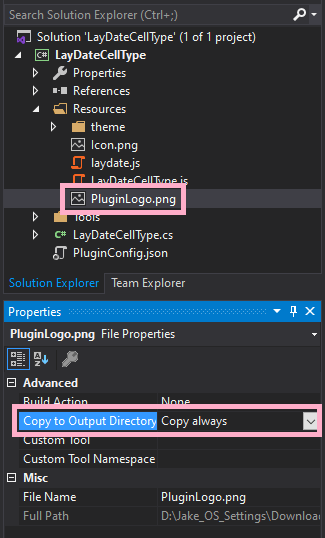 Search Solution Explorer (Ctrl+;)
Solution 'LayDateCellType' (1 of 1 project)
LayDateCellType
Properties
References
Resources
theme
Icon.png
laydate.js
LayDateCellType.js
PluginLogo.png
Tools
LayDateCellType.cs
PluginConfig.json
Solution Explorer Team Explorer
Properties
PluginLogo.png File Properties
Advanced
Build Action None
Copy to Output Directory Copy always
Custom Tool
Custom Tool Namespace
Misc
File Name PluginLogo.png
Full Path D:\Jake_OS_Settings\Download